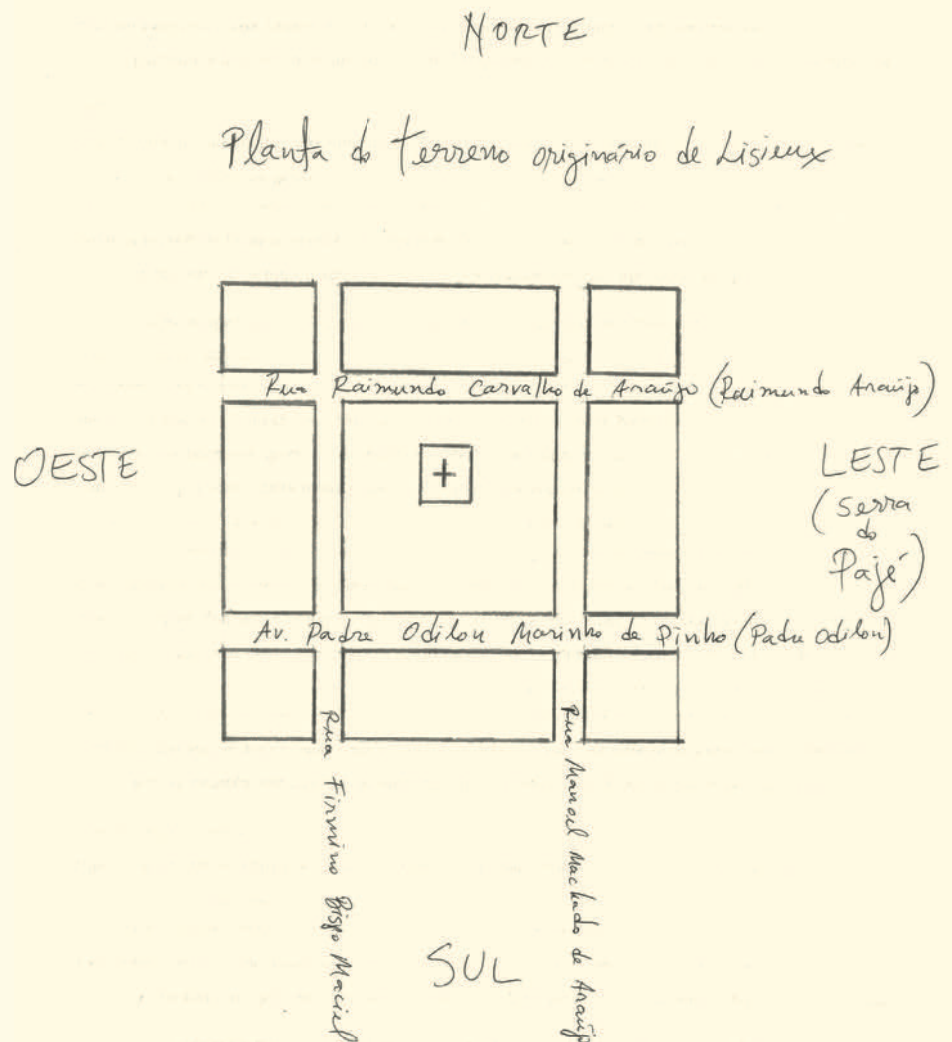 NORTE
Planta do terreno originário de Lisieux
Rua Raimundo Carvalho de Araújo (Raimundo Araújo)
OESTE
+
LESTE
(Serra
do
Pajé)
Av. Padre Odilon Marinho de Pinho (Padre Odilon)
Rua Firmino Bispo Maciel
Rua Manoel Machado de Araújo
SUL